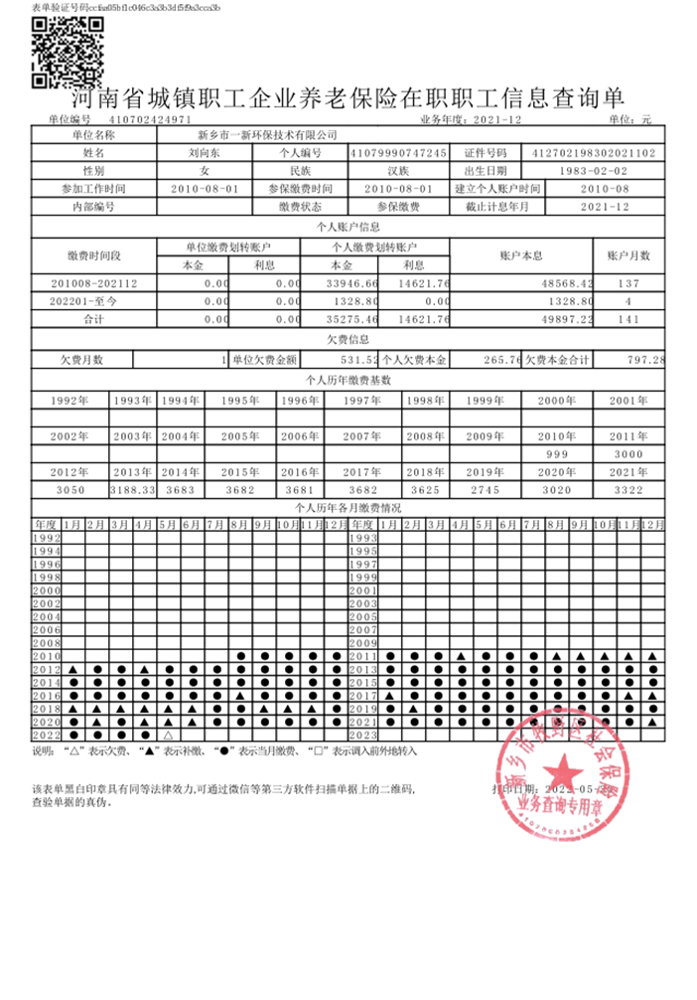 表单验证号码ccfaa05bf1c046c3a3b3df5f9a3cca3b
河南省城镇职工企业养老保险在职职工信息查询单
单位编号 410702424971 业务年度：2021-12 单位：元
单位名称 新乡市一新环保技术有限公司
姓名 刘向东 个人编号 41079990747245 证件号码 412702198302021102
性别 女 民族 汉族 出生日期 1983-02-02
参加工作时间 2010-08-01 参保缴费时间 2010-08-01 建立个人账户时间 2010-08
内部编号 缴费状态 参保缴费 截止计息年月 2021-12
个人账户信息
缴费时间段 单位缴费划转账户 个人缴费划转账户 账户本息 账户月数
本金 利息 本金 利息
201008-202112 0.00 0.00 33946.66 14621.76 48568.42 137
202201-至今 0.00 0.00 1328.80 0.00 1328.80 4
合计 0.00 0.00 35275.46 14621.76 49897.22 141
欠费信息
欠费月数 1 单位欠费金额 531.52 个人欠费本金 265.76 欠费本金合计 797.28
个人历年缴费基数
1992年 1993年 1994年 1995年 1996年 1997年 1998年 1999年 2000年 2001年
2002年 2003年 2004年 2005年 2006年 2007年 2008年 2009年 2010年 2011年
999 3000
2012年 2013年 2014年 2015年 2016年 2017年 2018年 2019年 2020年 2021年
3050 3188.33 3683 3682 3681 3682 3625 2745 3020 3322
个人历年各月缴费情况
年度 1月 2月 3月 4月 5月 6月 7月 8月 9月 10月 11月 12月 年度 1月 2月 3月 4月 5月 6月 7月 8月 9月 10月 11月 12月
1992 1993
1994 1995
1996 1997
1998 1999
2000 2001
2002 2003
2004 2005
2006 2007
2008 2009
2010 2011
2012 2013
2014 2015
2016 2017
2018 2019
2020 2021
2022 2023
说明：“△”表示欠费、“▲”表示补缴、“●”表示当月缴费、“□”表示调入前外地转入
该表单黑白印章具有同等法律效力,可通过微信等第三方软件扫描单据上的二维码,
查验单据的真伪。
打印日期：2022-05-
新乡市牧野区社会保险
业务查询专用章